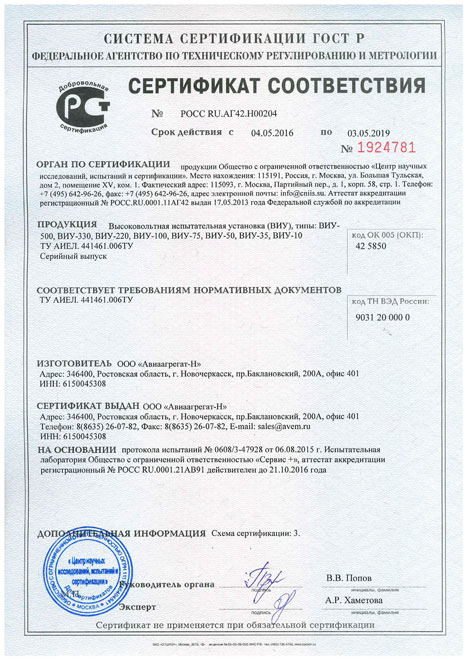 СИСТЕМА СЕРТИФИКАЦИИ ГОСТ Р
ФЕДЕРАЛЬНОЕ АГЕНТСТВО ПО ТЕХНИЧЕСКОМУ РЕГУЛИРОВАНИЮ И МЕТРОЛОГИИ
Добровольная
сертификация
СЕРТИФИКАТ СООТВЕТСТВИЯ
№ РОСС RU.АГ42.Н00204
Срок действия с 04.05.2016 по 03.05.2019
№ 1924781
ОРГАН ПО СЕРТИФИКАЦИИ продукции Общество с ограниченной ответственностью «Центр научных
исследований, испытаний и сертификации». Место нахождения: 115191, Россия, г. Москва, ул. Большая Тульская,
дом 2, помещение XV, ком. 1. Фактический адрес: 115093, г. Москва, Партийный пер., д. 1, корп. 58, стр. 1. Телефон:
+7 (495) 642-96-26, факс: +7 (495) 642-96-26, адрес электронной почты: info@cniis.su. Аттестат аккредитации
регистрационный № РОСС RU.0001.11АГ42 выдан 17.05.2013 года Федеральной службой по аккредитации
ПРОДУКЦИЯ Высоковольтная испытательная установка (ВИУ), типы: ВИУ-
500, ВИУ-330, ВИУ-220, ВИУ-100, ВИУ-75, ВИУ-50, ВИУ-35, ВИУ-10
ТУ АИЕЛ. 441461.006ТУ
Серийный выпуск
код ОК 005 (ОКП):
42 5850
СООТВЕТСТВУЕТ ТРЕБОВАНИЯМ НОРМАТИВНЫХ ДОКУМЕНТОВ
ТУ АИЕЛ. 441461.006ТУ
код ТН ВЭД России:
9031 20 000 0
ИЗГОТОВИТЕЛЬ ООО «Авиаагрегат-Н»
Адрес: 346400, Ростовская область, г. Новочеркасск, пр.Баклановский, 200А, офис 401
ИНН: 6150045308
СЕРТИФИКАТ ВЫДАН ООО «Авиаагрегат-Н»
Адрес: 346400, Ростовская область, г. Новочеркасск, пр.Баклановский, 200А, офис 401
Телефон: 8(8635) 26-07-82, Факс: 8(8635) 26-07-82, E-mail: sales@avem.ru
ИНН: 6150045308
НА ОСНОВАНИИ протокола испытаний № 0608/3-47928 от 06.08.2015 г. Испытательная
лаборатория Общество с ограниченной ответственностью «Сервис +», аттестат аккредитации
регистрационный № РОСС RU.0001.21АВ91 действителен до 21.10.2016 года
ДОПОЛНИТЕЛЬНАЯ ИНФОРМАЦИЯ Схема сертификации: 3.
«Центр научных
исследований, испытаний и
сертификации»
Для сертификатов
МОСКВА
М.П.
Руководитель органа
подпись
В.В. Попов
инициалы, фамилия
Эксперт
подпись
А.Р. Хаметова
инициалы, фамилия
Сертификат не применяется при обязательной сертификации